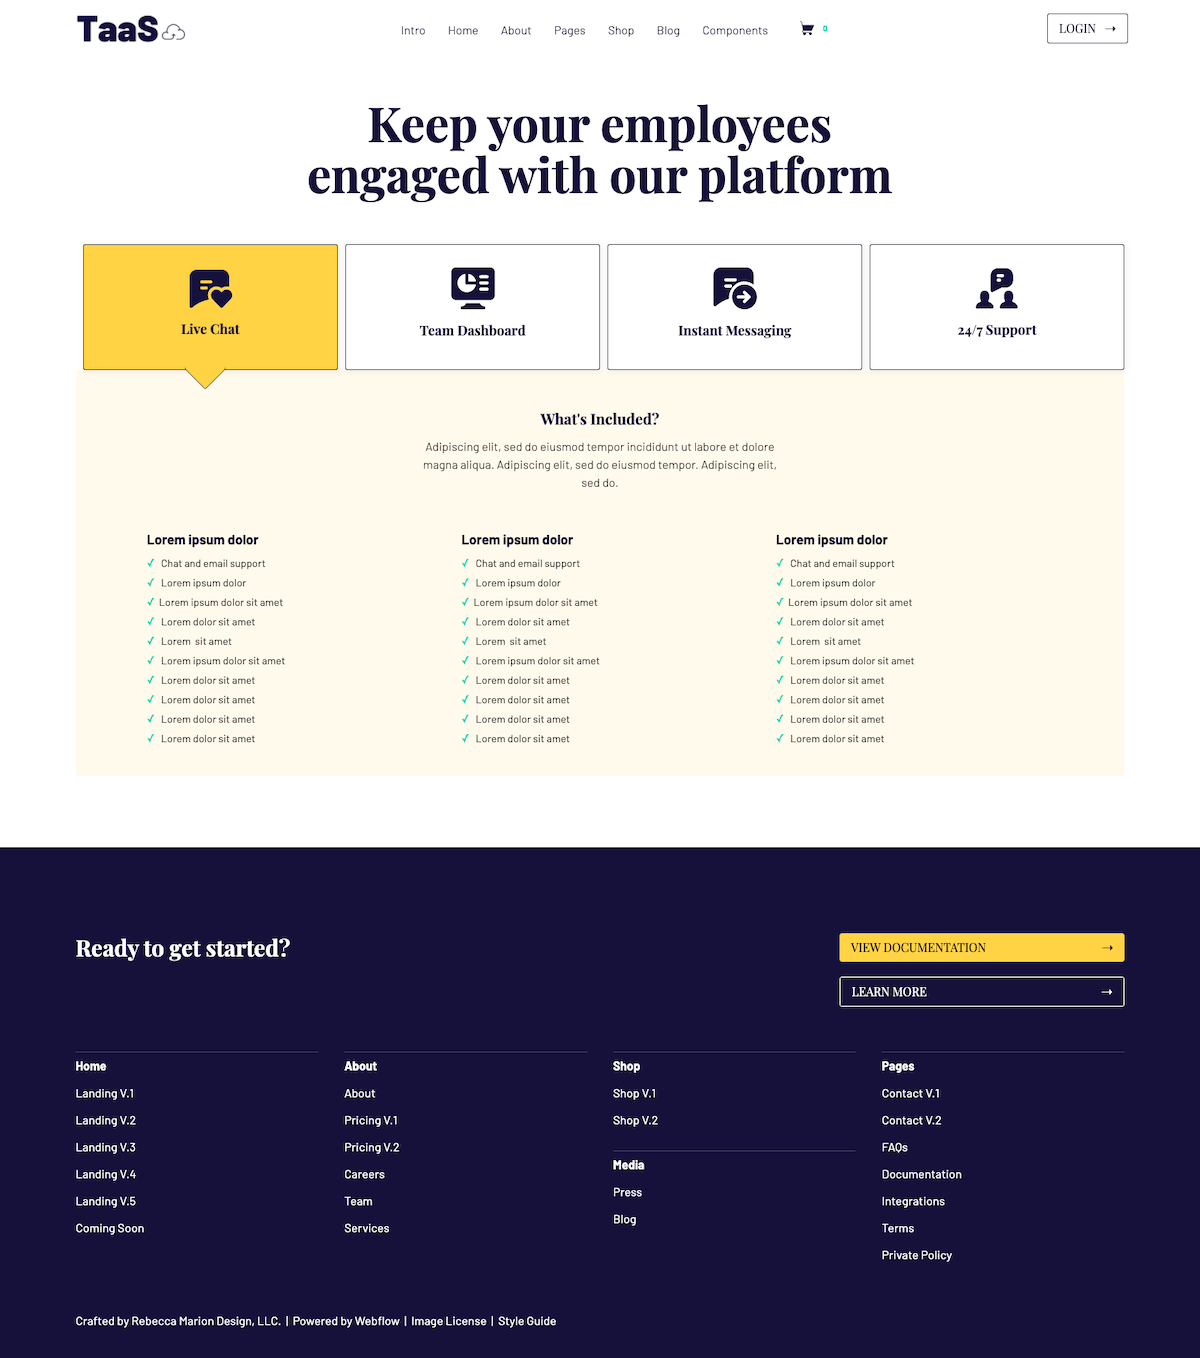 TaaS
Intro Home About Pages Shop Blog Components 0
LOGIN →
Keep your employees
engaged with our platform
Live Chat
Team Dashboard
Instant Messaging
24/7 Support
What's Included?
Adipiscing elit, sed do eiusmod tempor incididunt ut labore et dolore
magna aliqua. Adipiscing elit, sed do eiusmod tempor. Adipiscing elit,
sed do.
Lorem ipsum dolor
✓ Chat and email support
✓ Lorem ipsum dolor
✓ Lorem ipsum dolor sit amet
✓ Lorem dolor sit amet
✓ Lorem  sit amet
✓ Lorem ipsum dolor sit amet
✓ Lorem dolor sit amet
✓ Lorem dolor sit amet
✓ Lorem dolor sit amet
✓ Lorem dolor sit amet
Lorem ipsum dolor
✓ Chat and email support
✓ Lorem ipsum dolor
✓ Lorem ipsum dolor sit amet
✓ Lorem dolor sit amet
✓ Lorem  sit amet
✓ Lorem ipsum dolor sit amet
✓ Lorem dolor sit amet
✓ Lorem dolor sit amet
✓ Lorem dolor sit amet
✓ Lorem dolor sit amet
Lorem ipsum dolor
✓ Chat and email support
✓ Lorem ipsum dolor
✓ Lorem ipsum dolor sit amet
✓ Lorem dolor sit amet
✓ Lorem  sit amet
✓ Lorem ipsum dolor sit amet
✓ Lorem dolor sit amet
✓ Lorem dolor sit amet
✓ Lorem dolor sit amet
✓ Lorem dolor sit amet
Ready to get started?
VIEW DOCUMENTATION →
LEARN MORE →
Home
Landing V.1
Landing V.2
Landing V.3
Landing V.4
Landing V.5
Coming Soon
About
About
Pricing V.1
Pricing V.2
Careers
Team
Services
Shop
Shop V.1
Shop V.2
Media
Press
Blog
Pages
Contact V.1
Contact V.2
FAQs
Documentation
Integrations
Terms
Private Policy
Crafted by Rebecca Marion Design, LLC. | Powered by Webflow | Image License | Style Guide